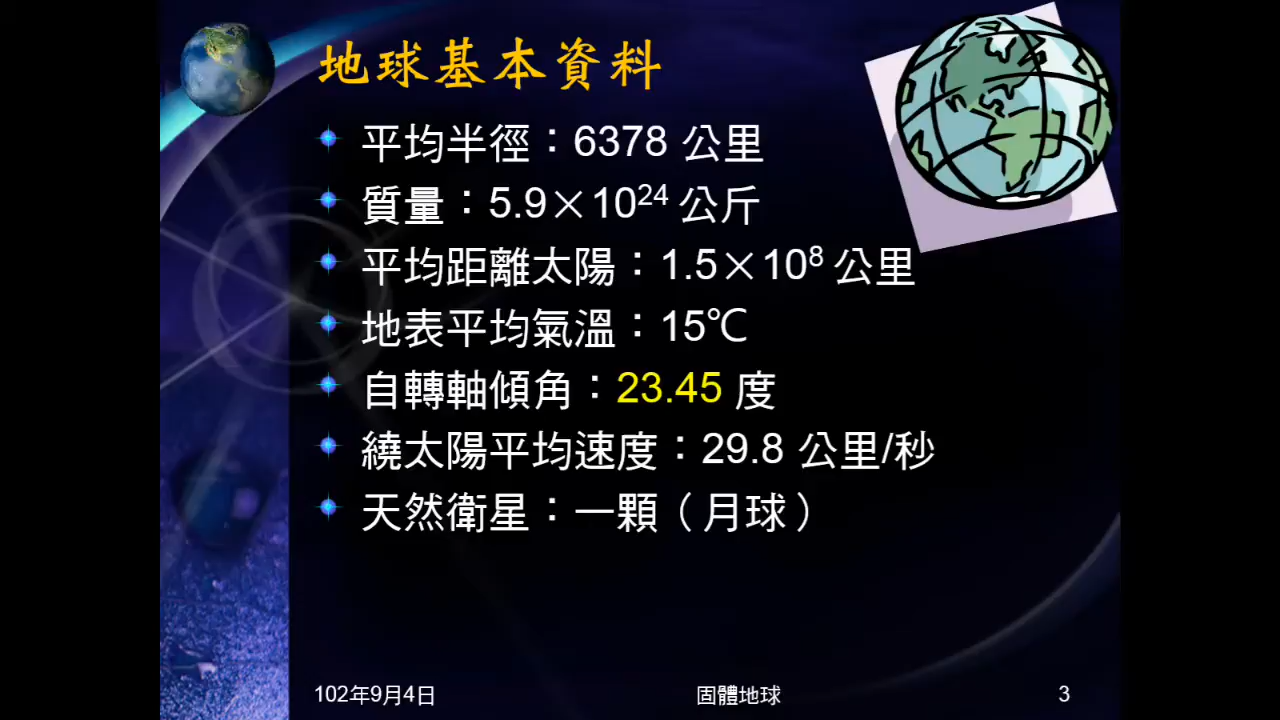 地球基本資料
平均半徑：6378 公里
質量：5.9×10²⁴ 公斤
平均距離太陽：1.5×10⁸ 公里
地表平均氣溫：15℃
自轉軸傾角：23.45 度
繞太陽平均速度：29.8 公里/秒
天然衛星：一顆（月球）
102年9月4日
固體地球
3